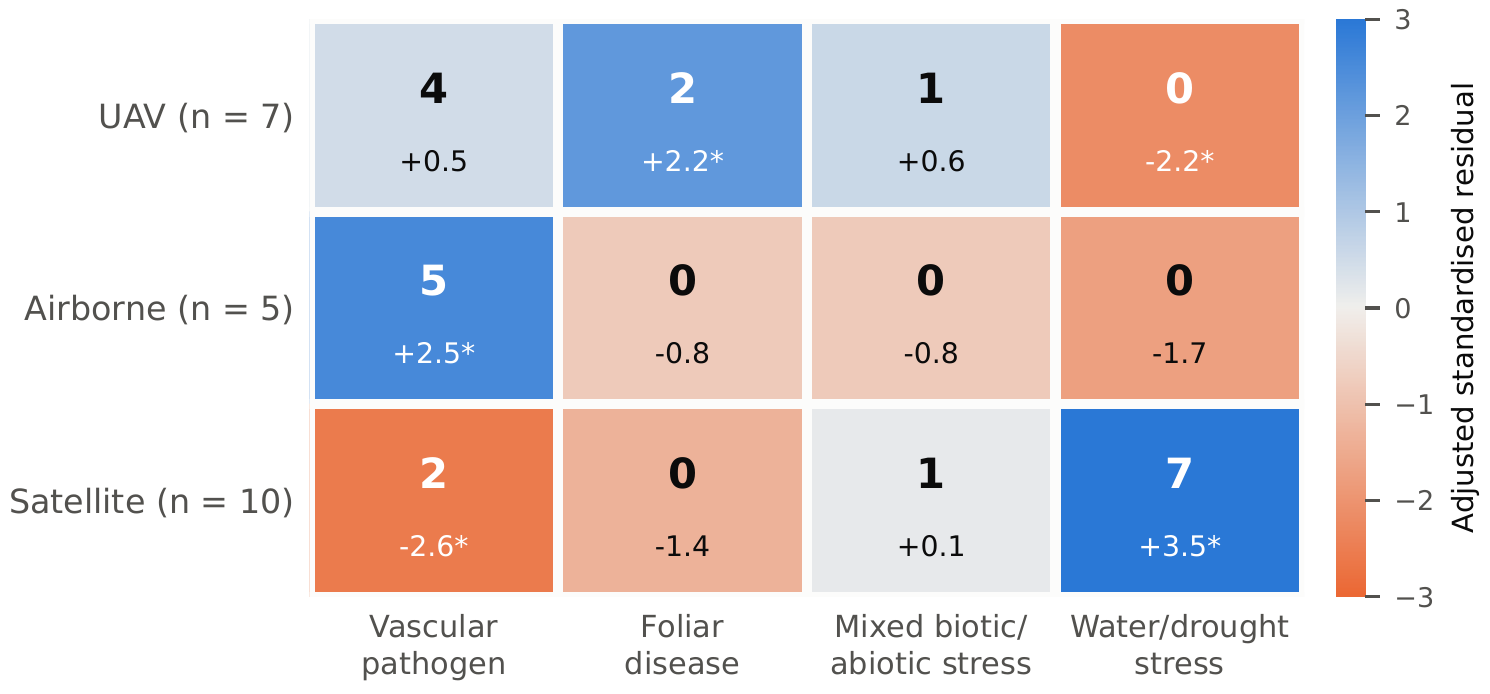 UAV (n = 7)
4
2
1
0
+0.5
+2.2*
+0.6
-2.2*
Airborne (n = 5)
5
0
0
0
+2.5*
-0.8
-0.8
-1.7
Satellite (n = 10)
2
0
1
7
-2.6*
-1.4
+0.1
+3.5*
Vascular
pathogen
Foliar
disease
Mixed biotic/
abiotic stress
Water/drought
stress
3
2
1
0
−1
−2
−3
Adjusted standardised residual